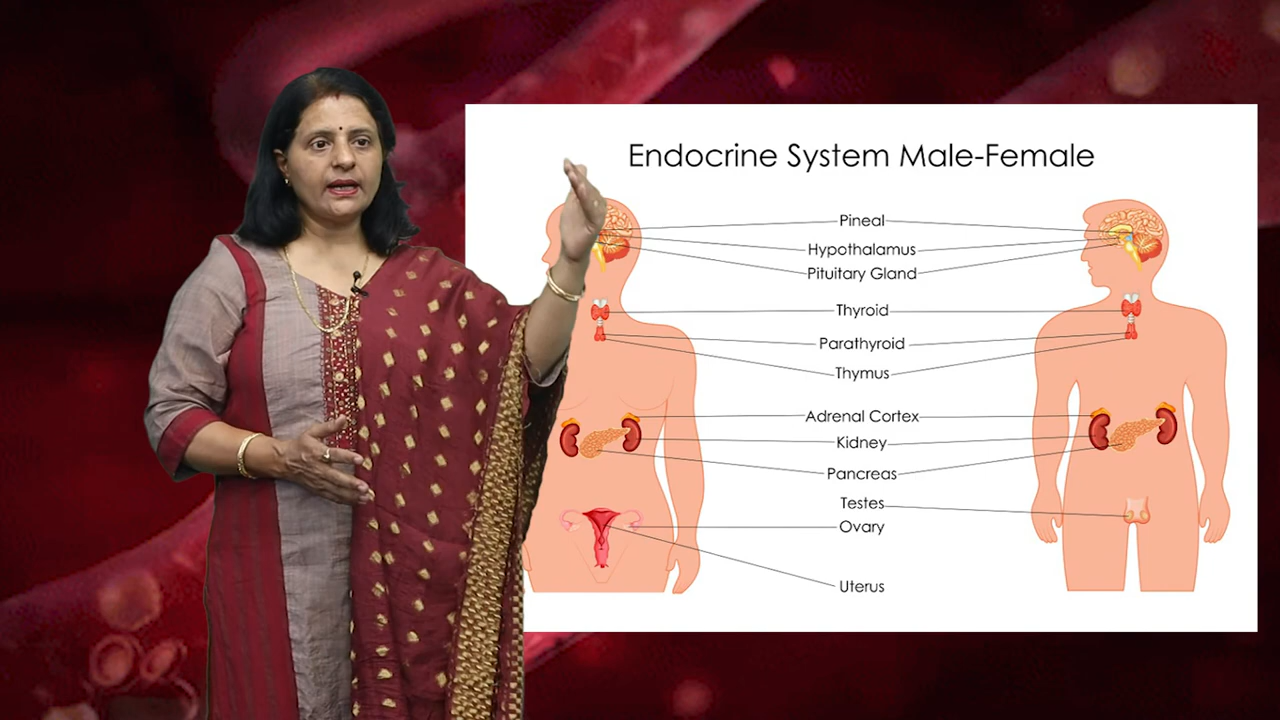 Endocrine System Male-Female
Pineal
Hypothalamus
Pituitary Gland
Thyroid
Parathyroid
Thymus
Adrenal Cortex
Kidney
Pancreas
Testes
Ovary
Uterus